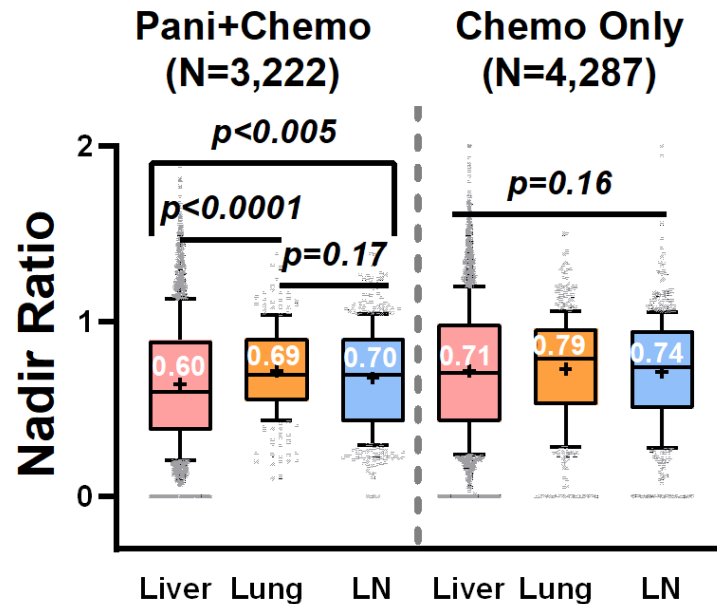 Pani+Chemo
(N=3,222)
Chemo Only
(N=4,287)
p<0.005
p<0.0001
p=0.17
p=0.16
Nadir Ratio
2
1
0
0.60
0.69
0.70
0.71
0.79
0.74
Liver Lung LN Liver Lung LN